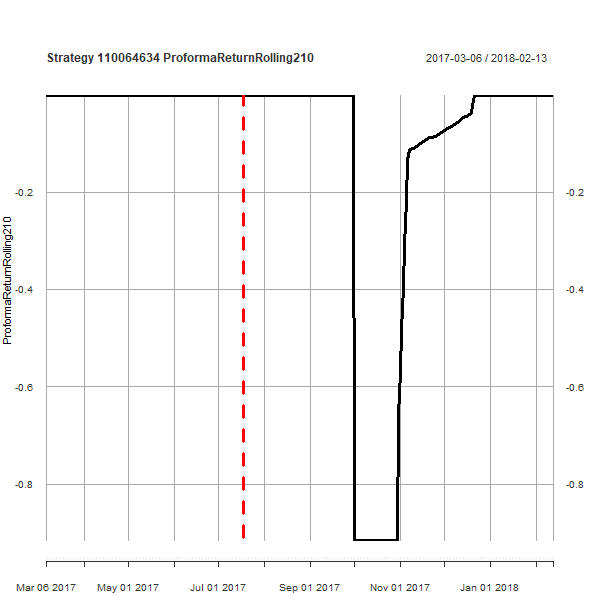 Strategy 110064634 ProformaReturnRolling210
2017-03-06 / 2018-02-13
ProformaReturnRolling210
-0.2
-0.2
-0.4
-0.4
-0.6
-0.6
-0.8
-0.8
Mar 06 2017
May 01 2017
Jul 01 2017
Sep 01 2017
Nov 01 2017
Jan 01 2018